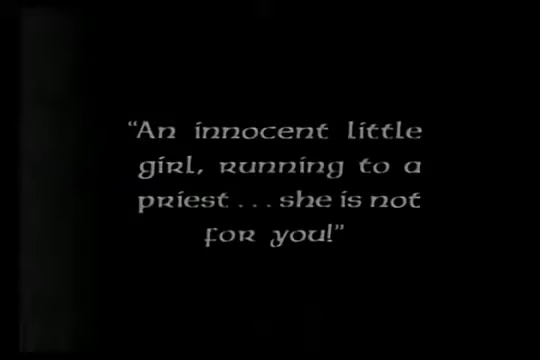 “An innocent little
girl, running to a
priest... she is not
for you!”